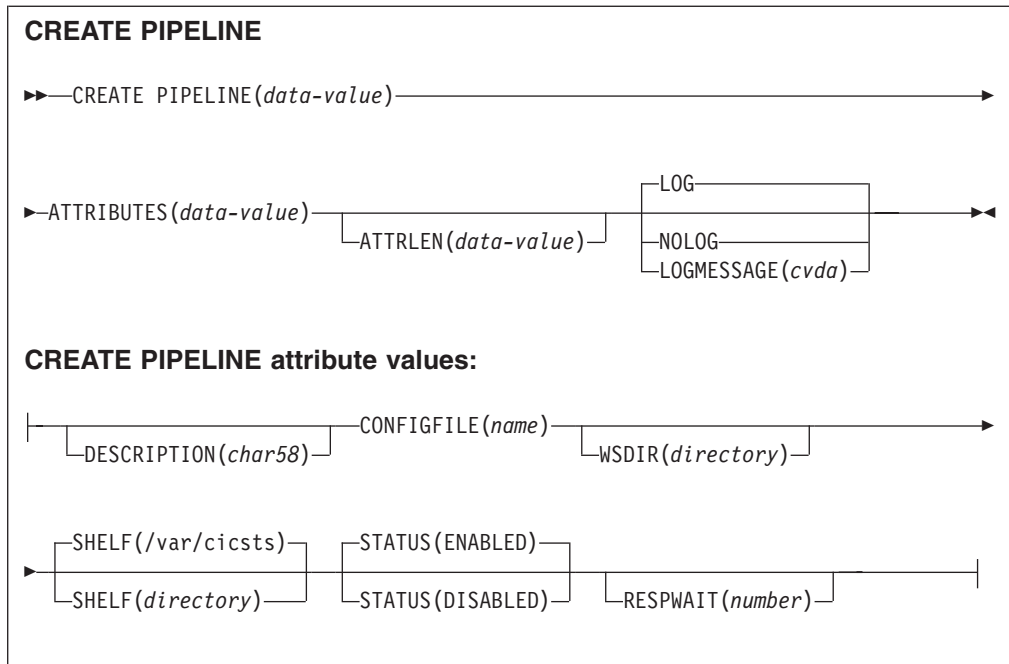 CREATE PIPELINE
CREATE PIPELINE(data-value)
LOG
ATTRIBUTES(data-value)
ATTRLEN(data-value)
NOLOG
LOGMESSAGE(cvda)
CREATE PIPELINE attribute values:
CONFIGFILE(name)
DESCRIPTION(char58)
WSDIR(directory)
SHELF(/var/cicsts)
STATUS(ENABLED)
SHELF(directory)
STATUS(DISABLED)
RESPWAIT(number)